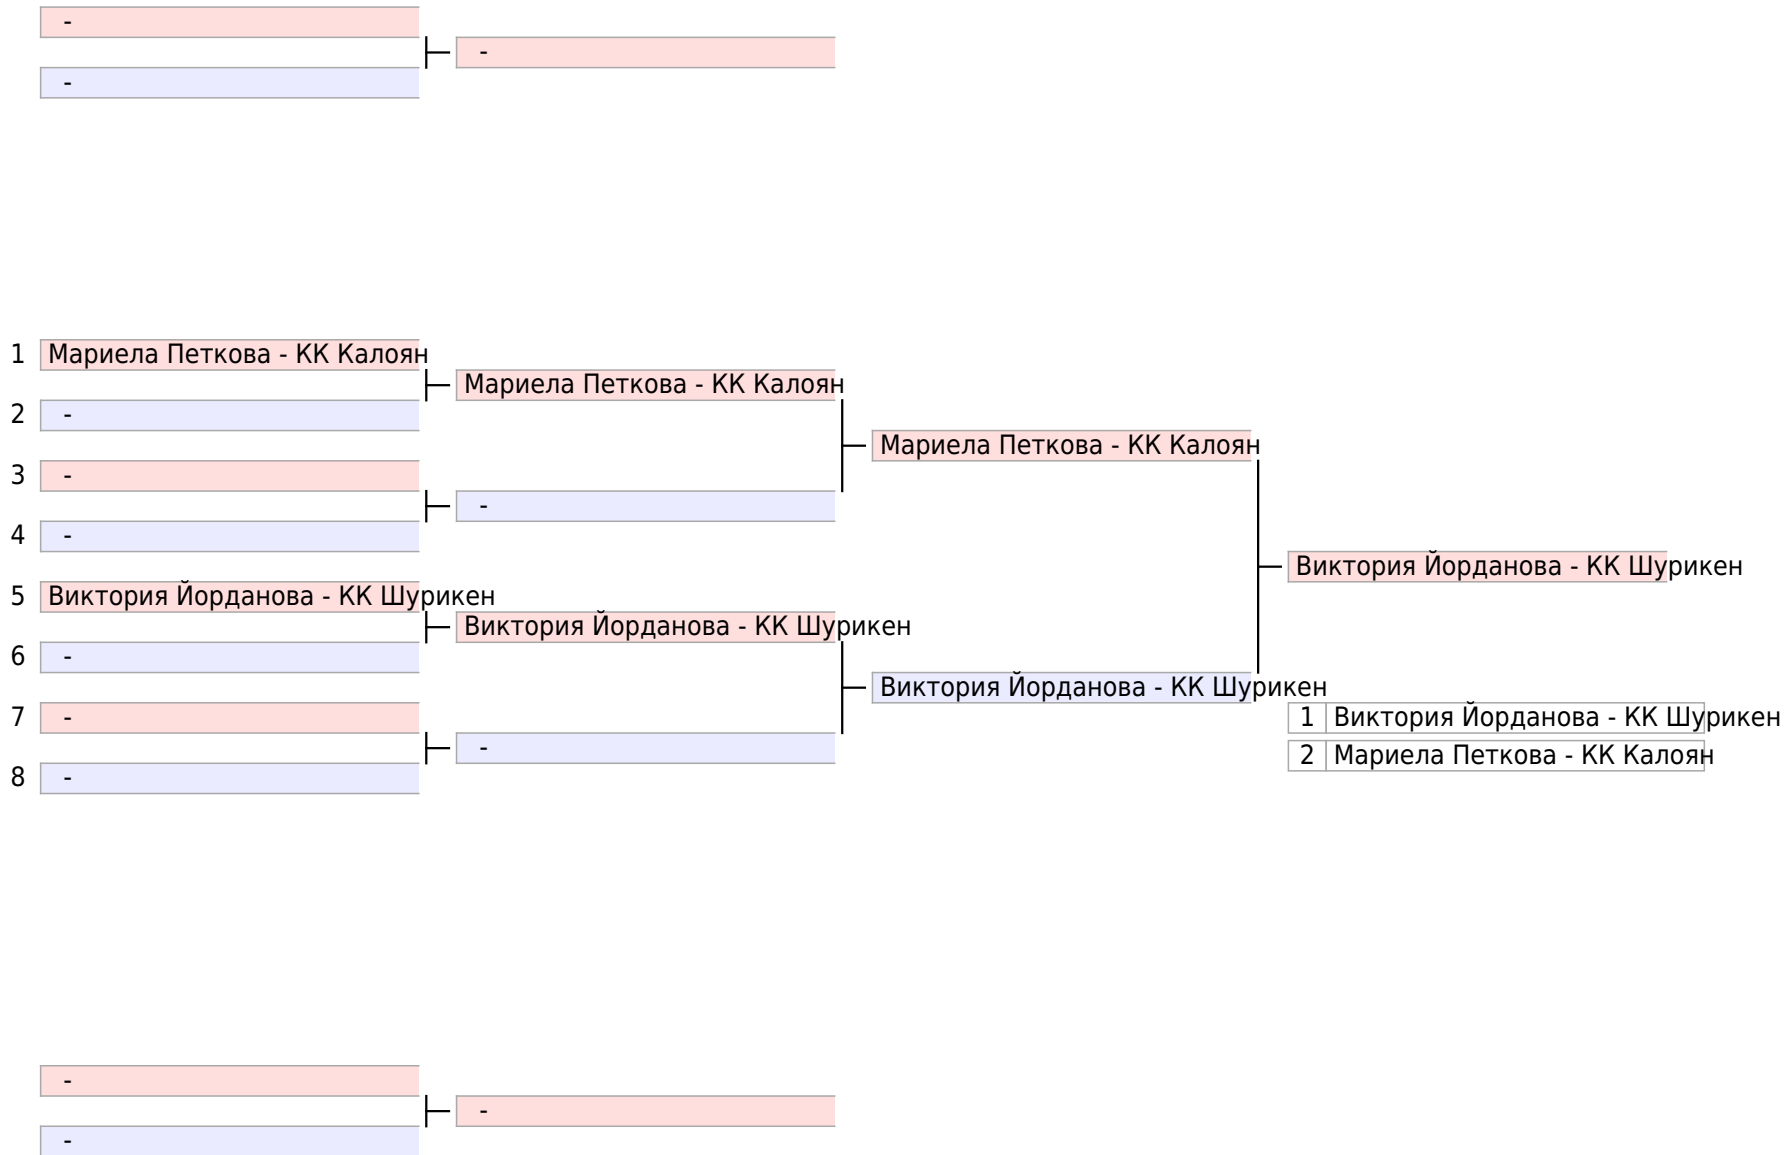 -
-
-
1 Мариела Петкова - КК Калоян
Мариела Петкова - КК Калоян
2 -
Мариела Петкова - КК Калоян
3 -
-
4 -
Виктория Йорданова - КК Шурикен
5 Виктория Йорданова - КК Шурикен
Виктория Йорданова - КК Шурикен
6 -
Виктория Йорданова - КК Шурикен
7 -
1 Виктория Йорданова - КК Шурикен
-
2 Мариела Петкова - КК Калоян
8 -
-
-
-